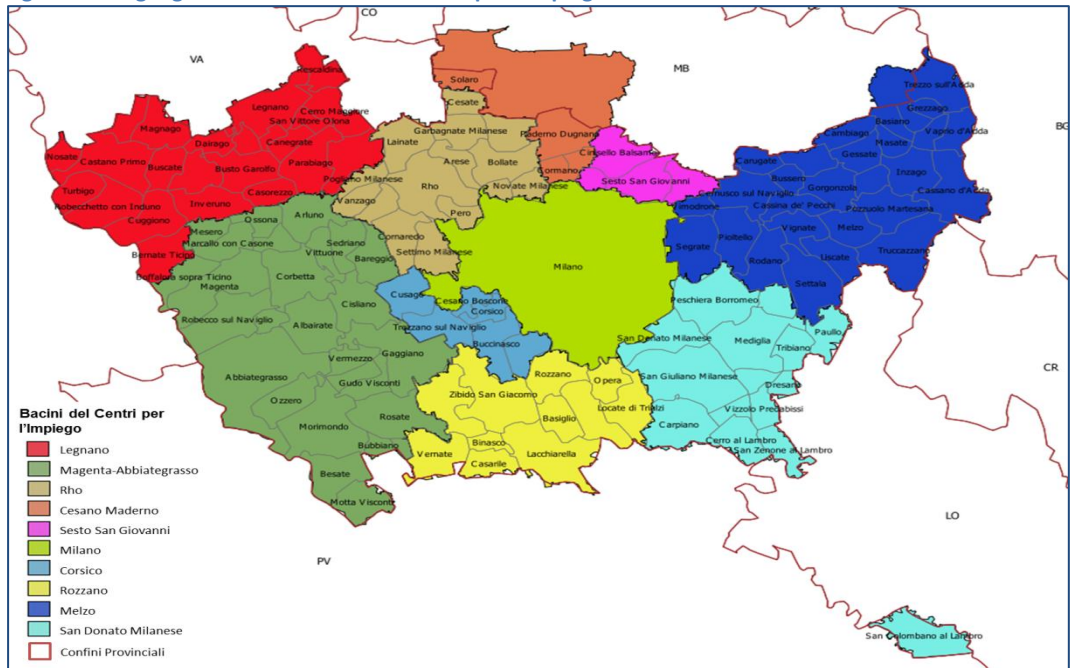 CO
VA
MB
BG
CR
LO
PV
Rescaldina
Legnano
Cerro Maggiore
San Vittore Olona
Magnago
Dairago
Canegrate
Nosate
Castano Primo
Buscate
Busto Garolfo
Parabiago
Turbigo
Casorezzo
Robecchetto con Induno
Inveruno
Cuggiono
Bernate Ticino
Solaro
Cesate
Garbagnate Milanese
Lainate
Arese
Bollate
Pogliano Milanese
Rho
Novate Milanese
Vanzago
Pero
Cornaredo
Settimo Milanese
Paderno Dugnano
Cormano
Cinisello Balsamo
Sesto San Giovanni
Trezzo sull'Adda
Grezzago
Basiano
Vaprio d'Adda
Cambiago
Masate
Gessate
Carugate
Bussero
Inzago
Cernusco sul Naviglio
Gorgonzola
Cassano d'Adda
Vimodrone
Cassina de' Pecchi
Pozzuolo Martesana
Pioltello
Vignate
Melzo
Segrate
Rodano
Liscate
Truccazzano
Settala
Ossona
Arluno
Mesero
Marcallo con Casone
Sedriano
Vittuone
Bareggio
Boffalora sopra Ticino
Magenta
Corbetta
Cisliano
Robecco sul Naviglio
Albairate
Vermezzo
Gaggiano
Abbiategrasso
Gudo Visconti
Ozzero
Rosate
Morimondo
Bubbiano
Besate
Motta Visconti
Milano
Cusago
Cesano Boscone
Corsico
Trezzano sul Naviglio
Buccinasco
Rozzano
Opera
Zibido San Giacomo
Basiglio
Locate di Triulzi
Binasco
Vernate
Lacchiarella
Casarile
Peschiera Borromeo
San Donato Milanese
Mediglia
Paullo
Tribiano
San Giuliano Milanese
Dresano
Vizzolo Predabissi
Carpiano
Cerro al Lambro
San Zenone al Lambro
San Colombano al Lambro
Bacini del Centri per
l'Impiego
Legnano
Magenta-Abbiategrasso
Rho
Cesano Maderno
Sesto San Giovanni
Milano
Corsico
Rozzano
Melzo
San Donato Milanese
Confini Provinciali